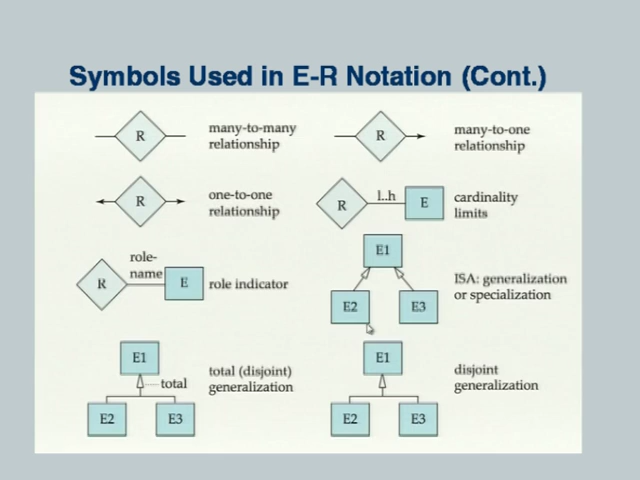 Symbols Used in E-R Notation (Cont.)
R
many-to-many
relationship
R
many-to-one
relationship
R
one-to-one
relationship
R
l..h
E
cardinality
limits
role-
name
R
E
role indicator
E1
E2
E3
ISA: generalization
or specialization
E1
total
E2
E3
total (disjoint)
generalization
E1
E2
E3
disjoint
generalization